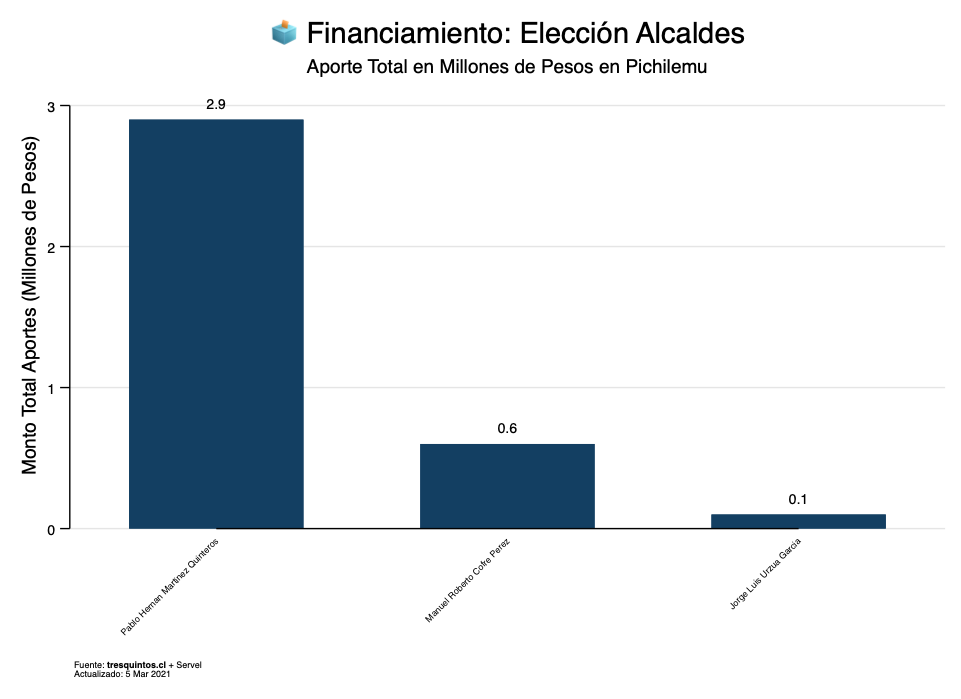 Financiamiento: Elección Alcaldes
Aporte Total en Millones de Pesos en Pichilemu
Monto Total Aportes (Millones de Pesos)
3
2
1
0
2.9
0.6
0.1
Pablo Hernan Martinez Quinteros
Manuel Roberto Cofre Perez
Jorge Luis Urzua Garcia
Fuente: tresquintos.cl + Servel
Actualizado: 5 Mar 2021